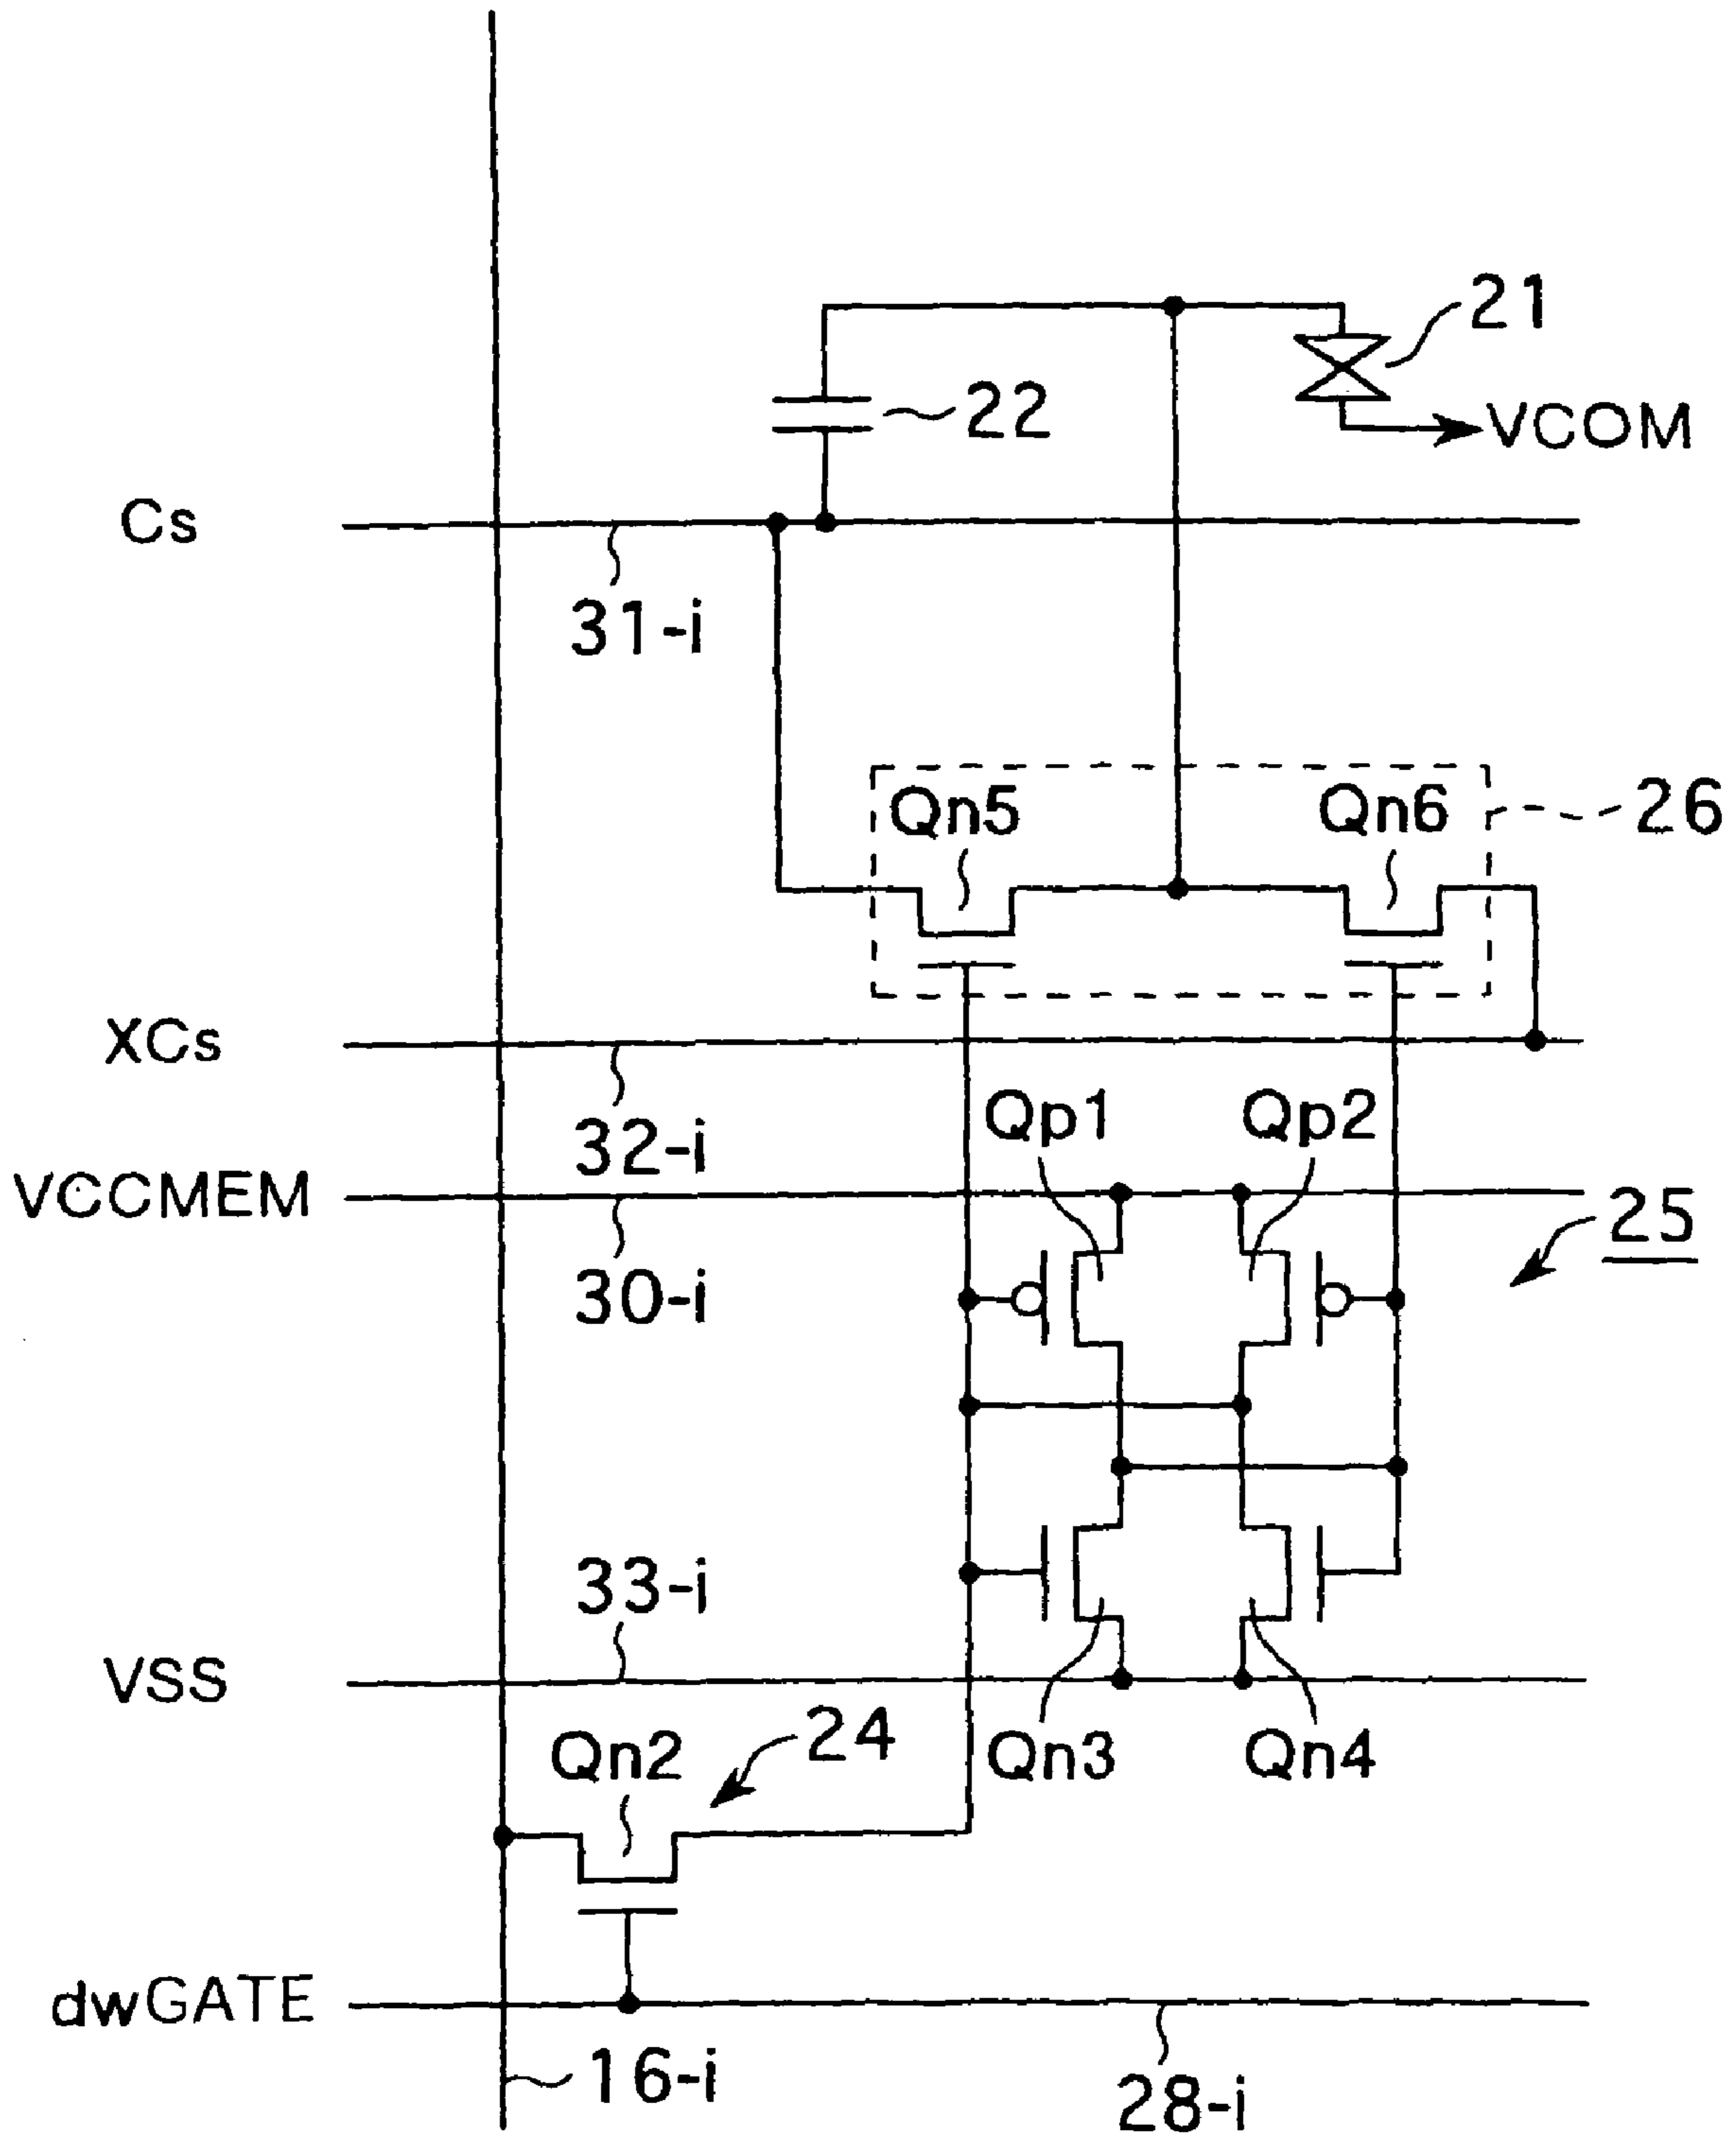 21
22
VCOM
Cs
31-i
Qn5
Qn6
26
XCs
32-i
Qp1
Qp2
VCCMEM
30-i
25
33-i
VSS
Qn2
24
Qn3
Qn4
dwGATE
16-i
28-i